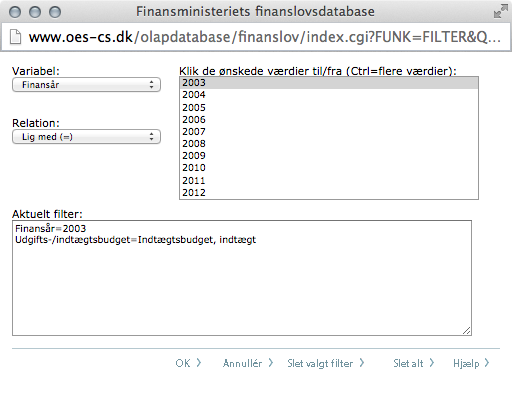 Finansministeriets finanslovsdatabase
www.oes-cs.dk/olapdatabase/finanslov/index.cgi?FUNK=FILTER&Q...
Variabel:
Finansår
Klik de ønskede værdier til/fra (Ctrl=flere værdier):
2003
2004
2005
2006
2007
2008
2009
2010
2011
2012
Relation:
Lig med (=)
Aktuelt filter:
Finansår=2003
Udgifts-/indtægtsbudget=Indtægtsbudget, indtægt
OK
Annullér
Slet valgt filter
Slet alt
Hjælp